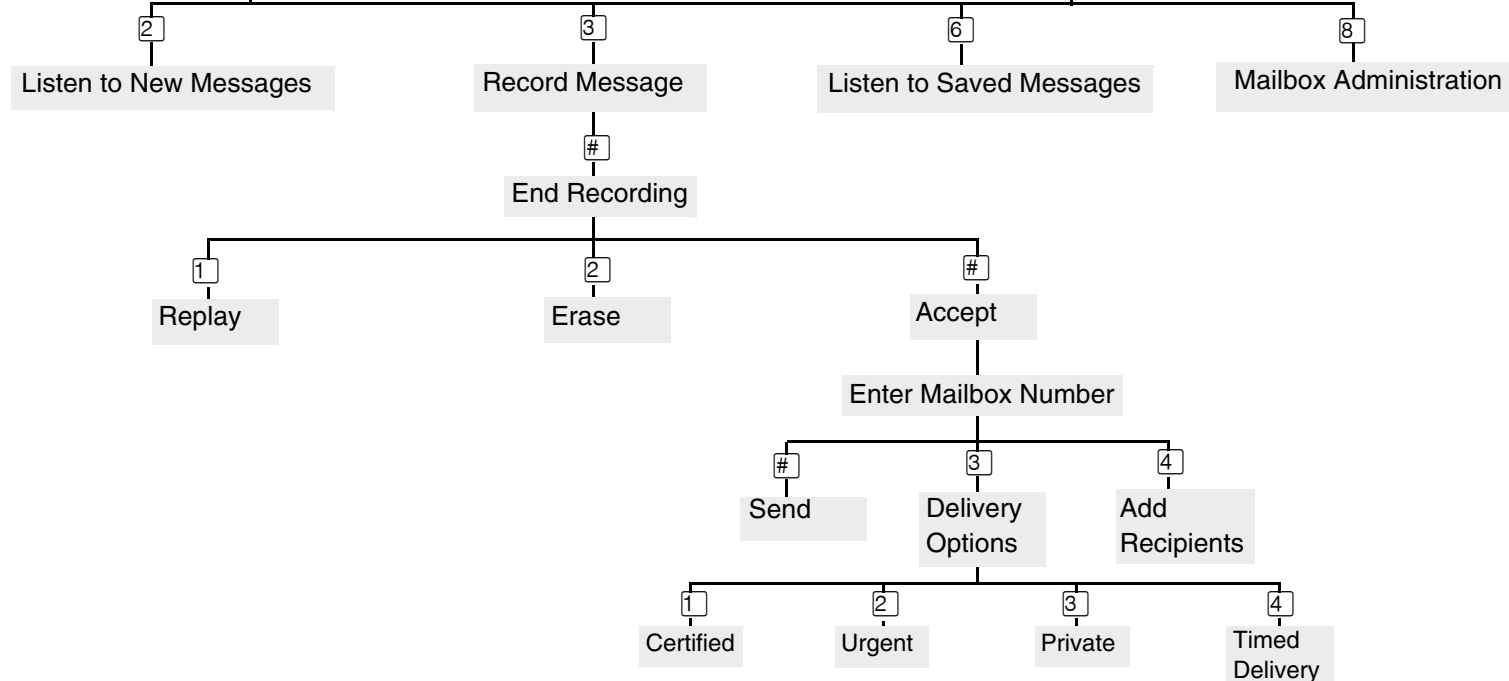 2
3
6
8
Listen to New Messages
Record Message
Listen to Saved Messages
Mailbox Administration
#
End Recording
1
2
#
Replay
Erase
Accept
Enter Mailbox Number
#
3
4
Send
Delivery
Options
Add
Recipients
1
2
3
4
Certified
Urgent
Private
Timed
Delivery